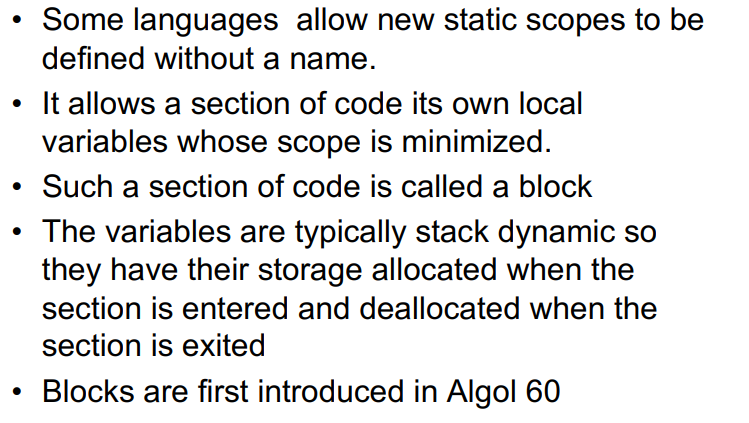 • Some languages  allow new static scopes to be
defined without a name.
• It allows a section of code its own local
variables whose scope is minimized.
• Such a section of code is called a block
• The variables are typically stack dynamic so
they have their storage allocated when the
section is entered and deallocated when the
section is exited
• Blocks are first introduced in Algol 60